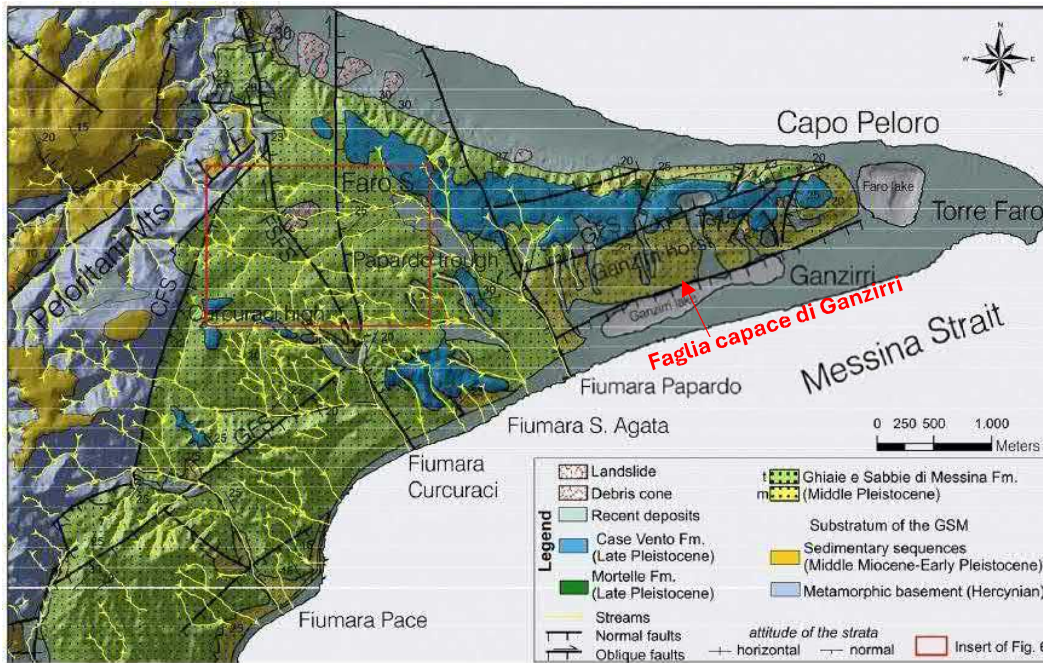 N
W E
S
Capo Peloro
Faro lake
Torre Faro
Faro S.
Peloritani Mts
Papardo trough
Ganzirri horst
Ganzirri
Ganzirri lake
Faglia capace di Ganzirri
CFS
FSFS
GFS
Curcuraci high
GFS
Messina Strait
Fiumara Papardo
Fiumara S. Agata
Fiumara
Curcuraci
Fiumara Pace
0 250 500 1.000
Meters
Legend
Landslide
Debris cone
Recent deposits
Case Vento Fm.
(Late Pleistocene)
Mortelle Fm.
(Late Pleistocene)
Streams
Normal faults
Oblique faults
t Ghiaie e Sabbie di Messina Fm.
m (Middle Pleistocene)
Substratum of the GSM
Sedimentary sequences
(Middle Miocene-Early Pleistocene)
Metamorphic basement (Hercynian)
attitude of the strata
horizontal normal
Insert of Fig. 6